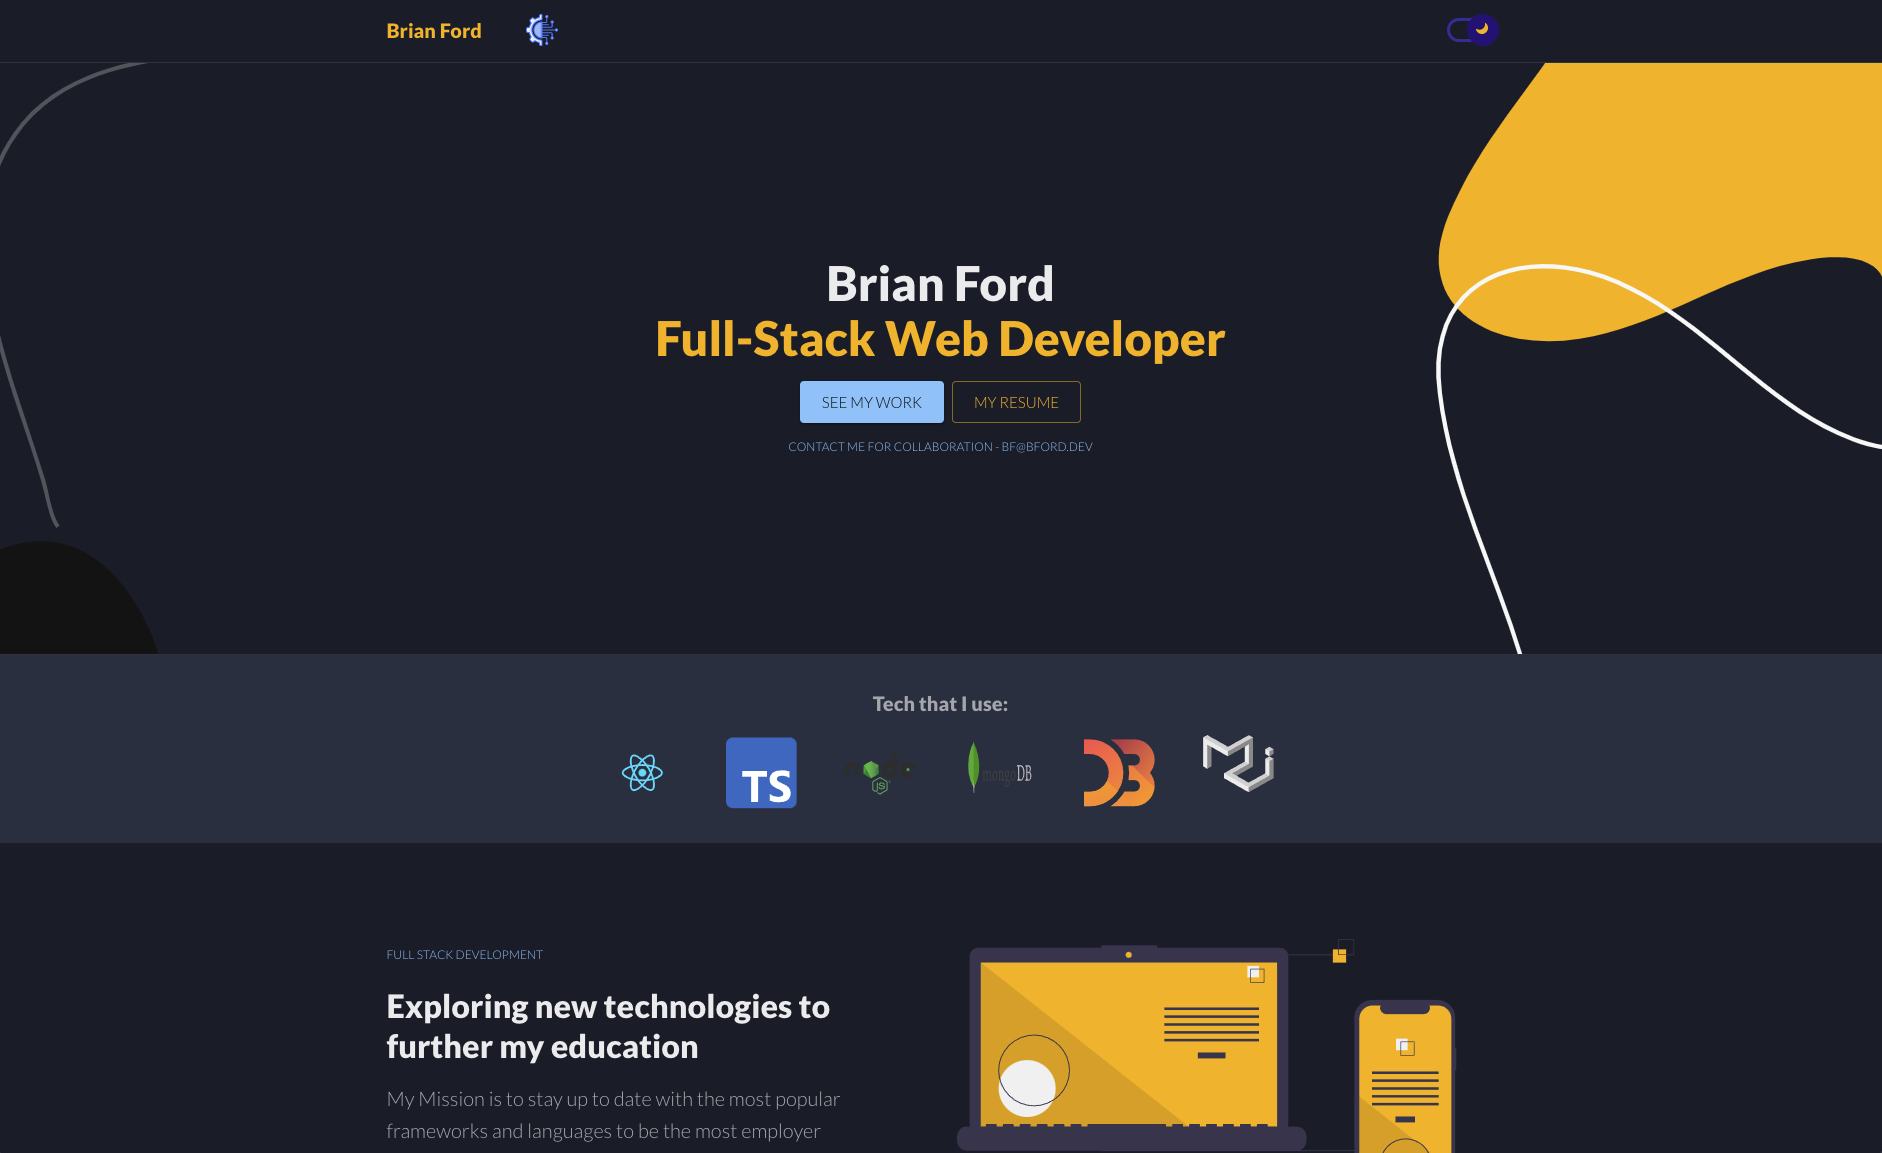 Brian Ford
Brian Ford
Full-Stack Web Developer
SEE MY WORK
MY RESUME
CONTACT ME FOR COLLABORATION - BF@BFORD.DEV
Tech that I use:
TS
node
JS
mongoDB
FULL STACK DEVELOPMENT
Exploring new technologies to
further my education
My Mission is to stay up to date with the most popular
frameworks and languages to be the most employer